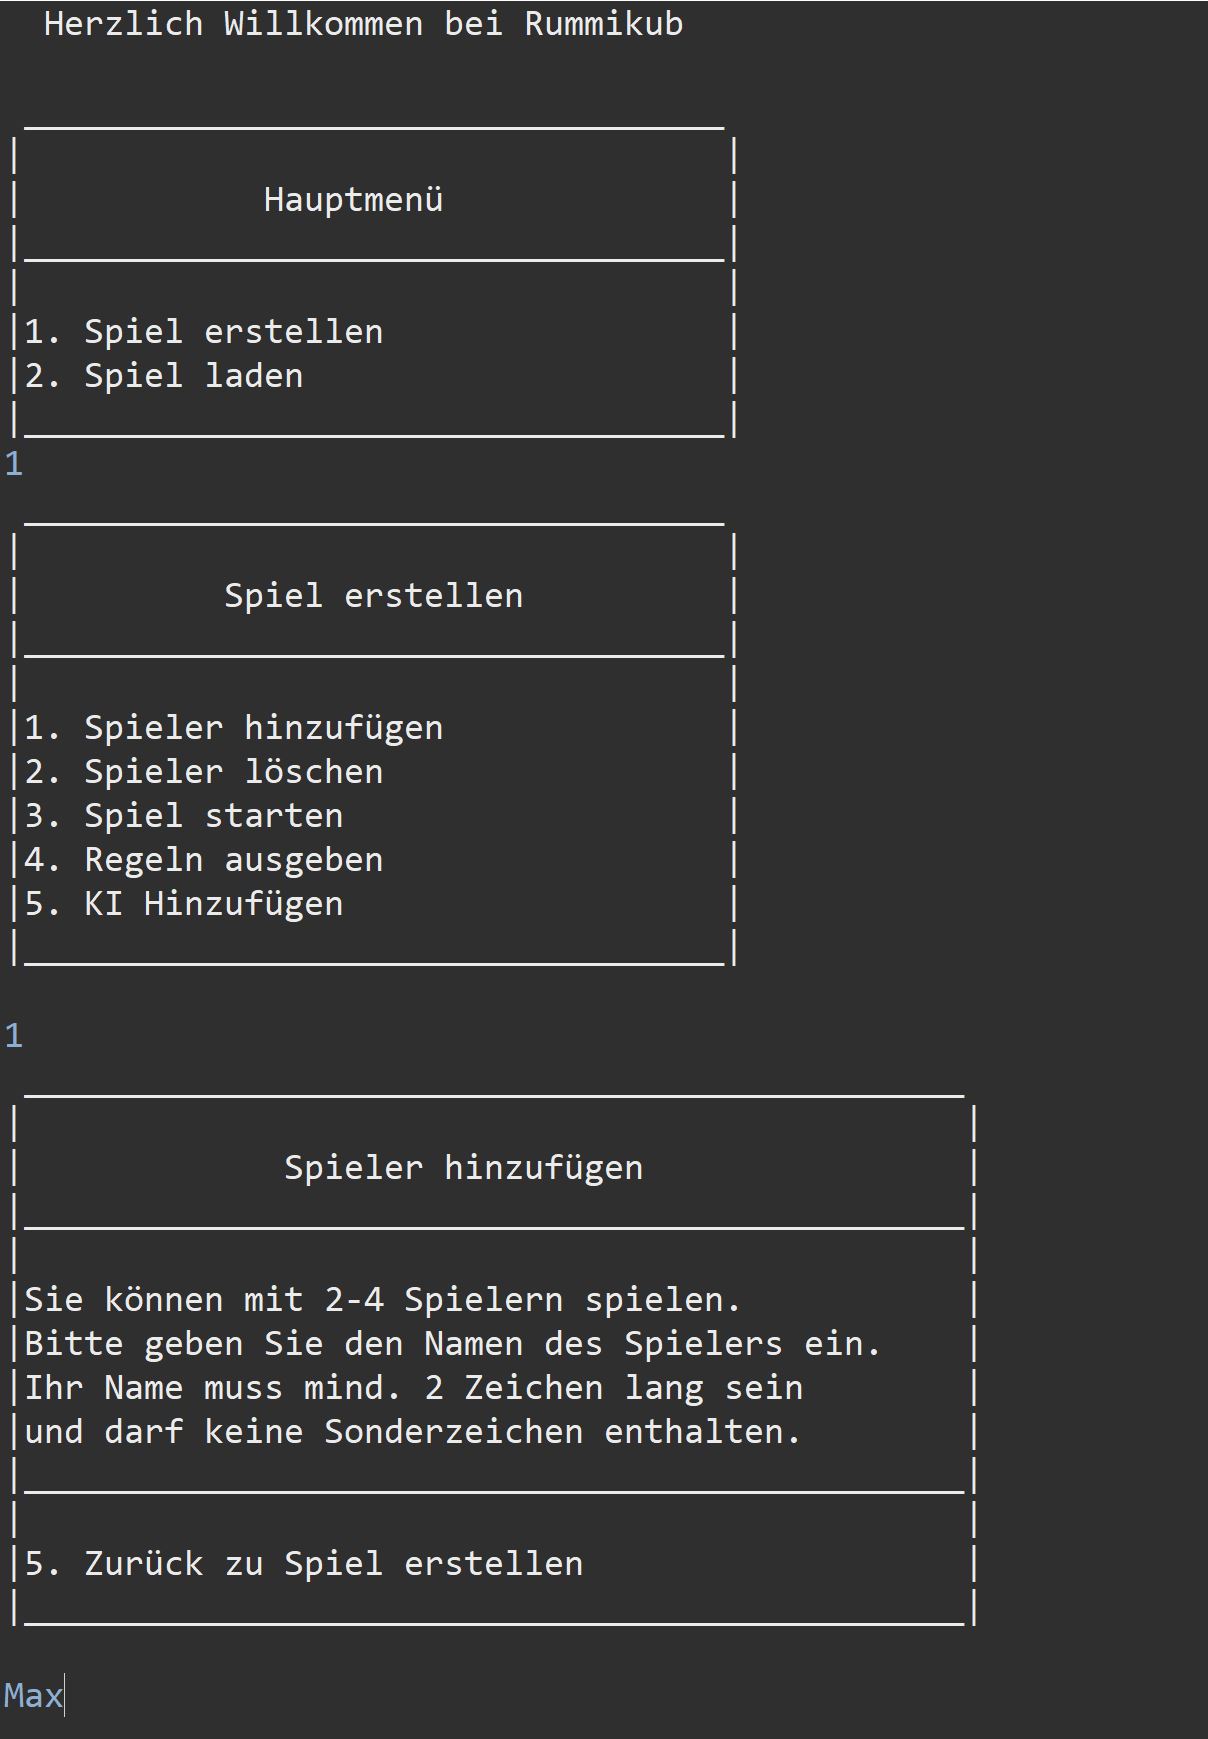 Herzlich Willkommen bei Rummikub
Hauptmenü
1. Spiel erstellen
2. Spiel laden
1
Spiel erstellen
1. Spieler hinzufügen
2. Spieler löschen
3. Spiel starten
4. Regeln ausgeben
5. KI Hinzufügen
1
Spieler hinzufügen
Sie können mit 2-4 Spielern spielen.
Bitte geben Sie den Namen des Spielers ein.
Ihr Name muss mind. 2 Zeichen lang sein
und darf keine Sonderzeichen enthalten.
5. Zurück zu Spiel erstellen
Max